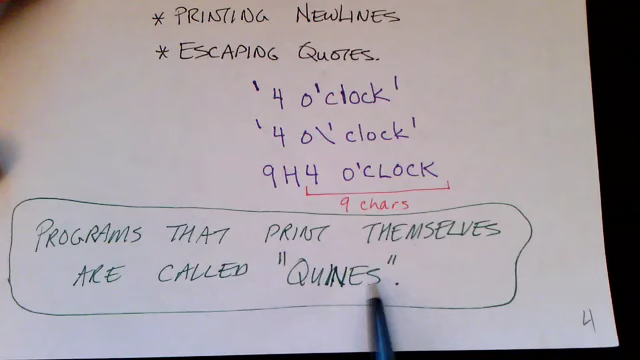 * PRINTING NEWLINES
* ESCAPING QUOTES.
'4 o'clock'
'4 o\'clock'
9H4 O'CLOCK
9 chars
PROGRAMS THAT PRINT THEMSELVES
ARE CALLED "QUINES".
4